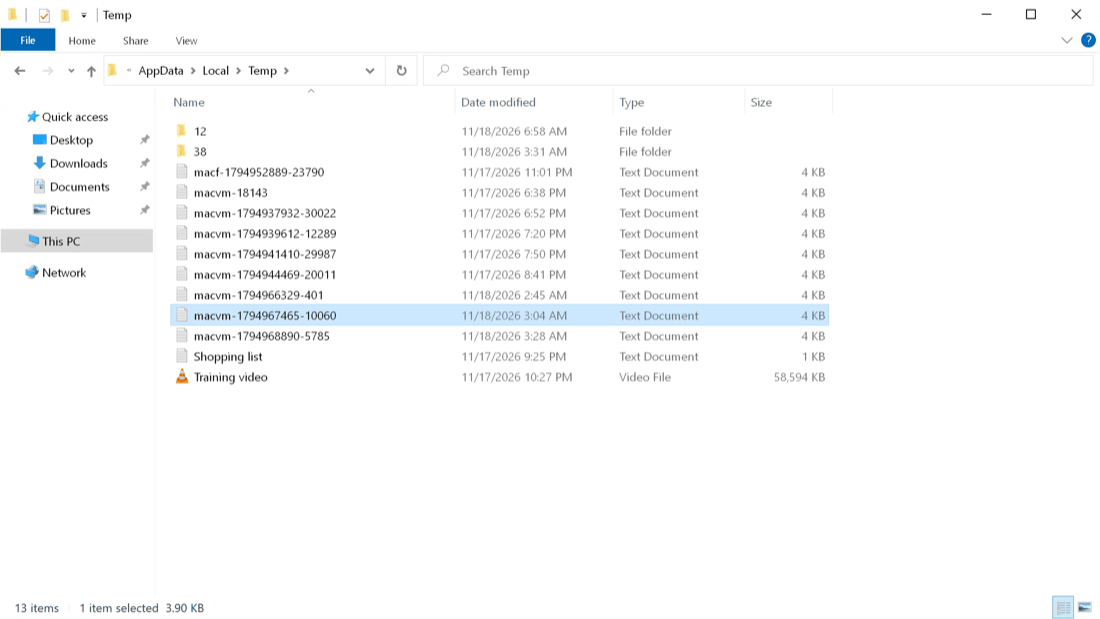 Temp
File Home Share View
« AppData Local Temp Search Temp
Name Date modified Type Size
Quick access
Desktop
Downloads
Documents
Pictures
This PC
Network
12 11/18/2026 6:58 AM File folder
38 11/18/2026 3:31 AM File folder
macf-1794952889-23790 11/17/2026 11:01 PM Text Document 4 KB
macvm-18143 11/17/2026 6:38 PM Text Document 4 KB
macvm-1794937932-30022 11/17/2026 6:52 PM Text Document 4 KB
macvm-1794939612-12289 11/17/2026 7:20 PM Text Document 4 KB
macvm-1794941410-29987 11/17/2026 7:50 PM Text Document 4 KB
macvm-1794944469-20011 11/17/2026 8:41 PM Text Document 4 KB
macvm-1794966329-401 11/18/2026 2:45 AM Text Document 4 KB
macvm-1794967465-10060 11/18/2026 3:04 AM Text Document 4 KB
macvm-1794968890-5785 11/18/2026 3:28 AM Text Document 4 KB
Shopping list 11/17/2026 9:25 PM Text Document 1 KB
Training video 11/17/2026 10:27 PM Video File 58,594 KB
13 items 1 item selected 3.90 KB